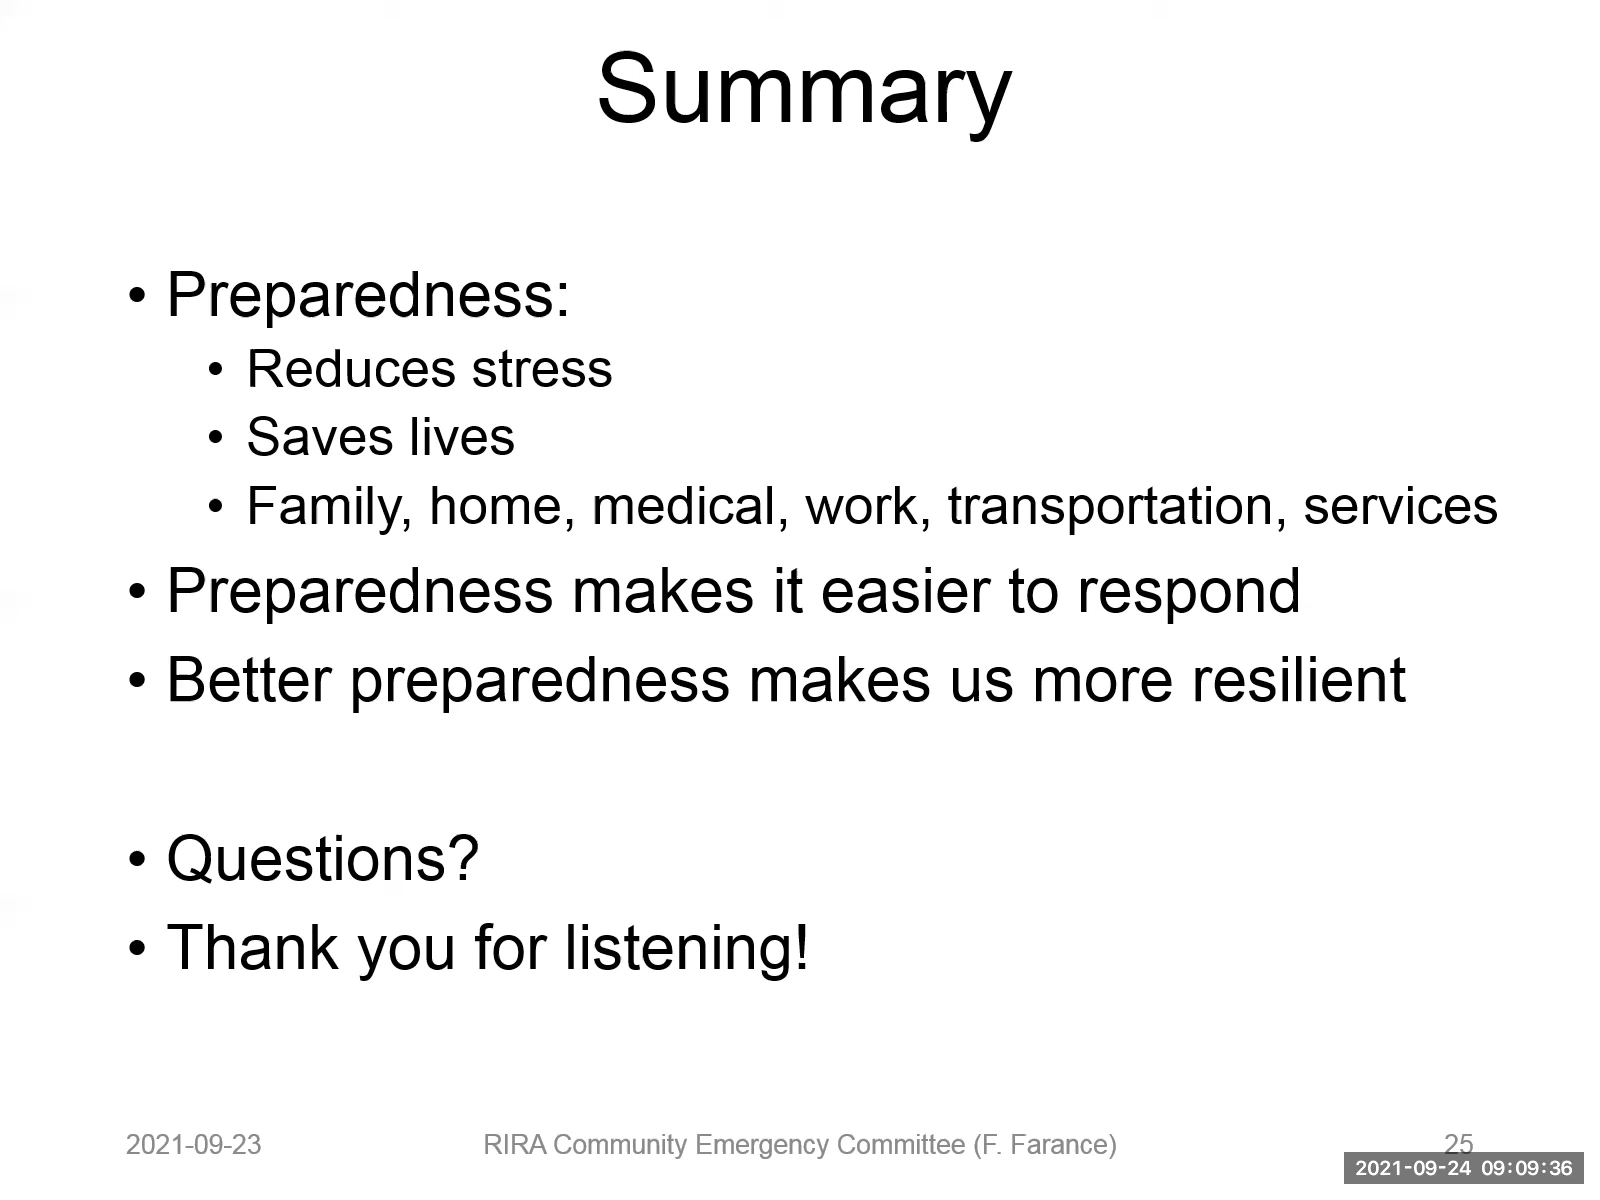 Summary
• Preparedness:
• Reduces stress
• Saves lives
• Family, home, medical, work, transportation, services
• Preparedness makes it easier to respond
• Better preparedness makes us more resilient
• Questions?
• Thank you for listening!
2021-09-23 RIRA Community Emergency Committee (F. Farance) 25
2021-09-24 09:09:36